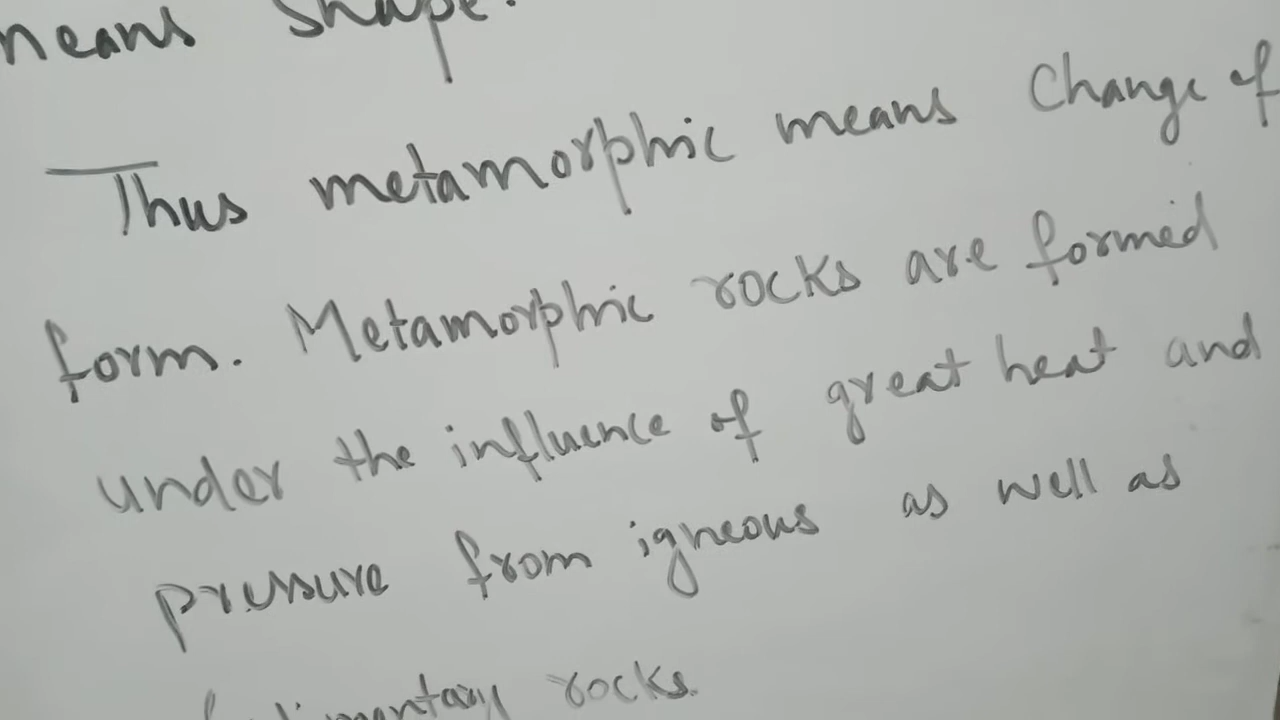 means shape.
Thus metamorphic means Change of
form. Metamorphic rocks are formed
under the influence of great heat and
pressure from igneous as well as
rocks.